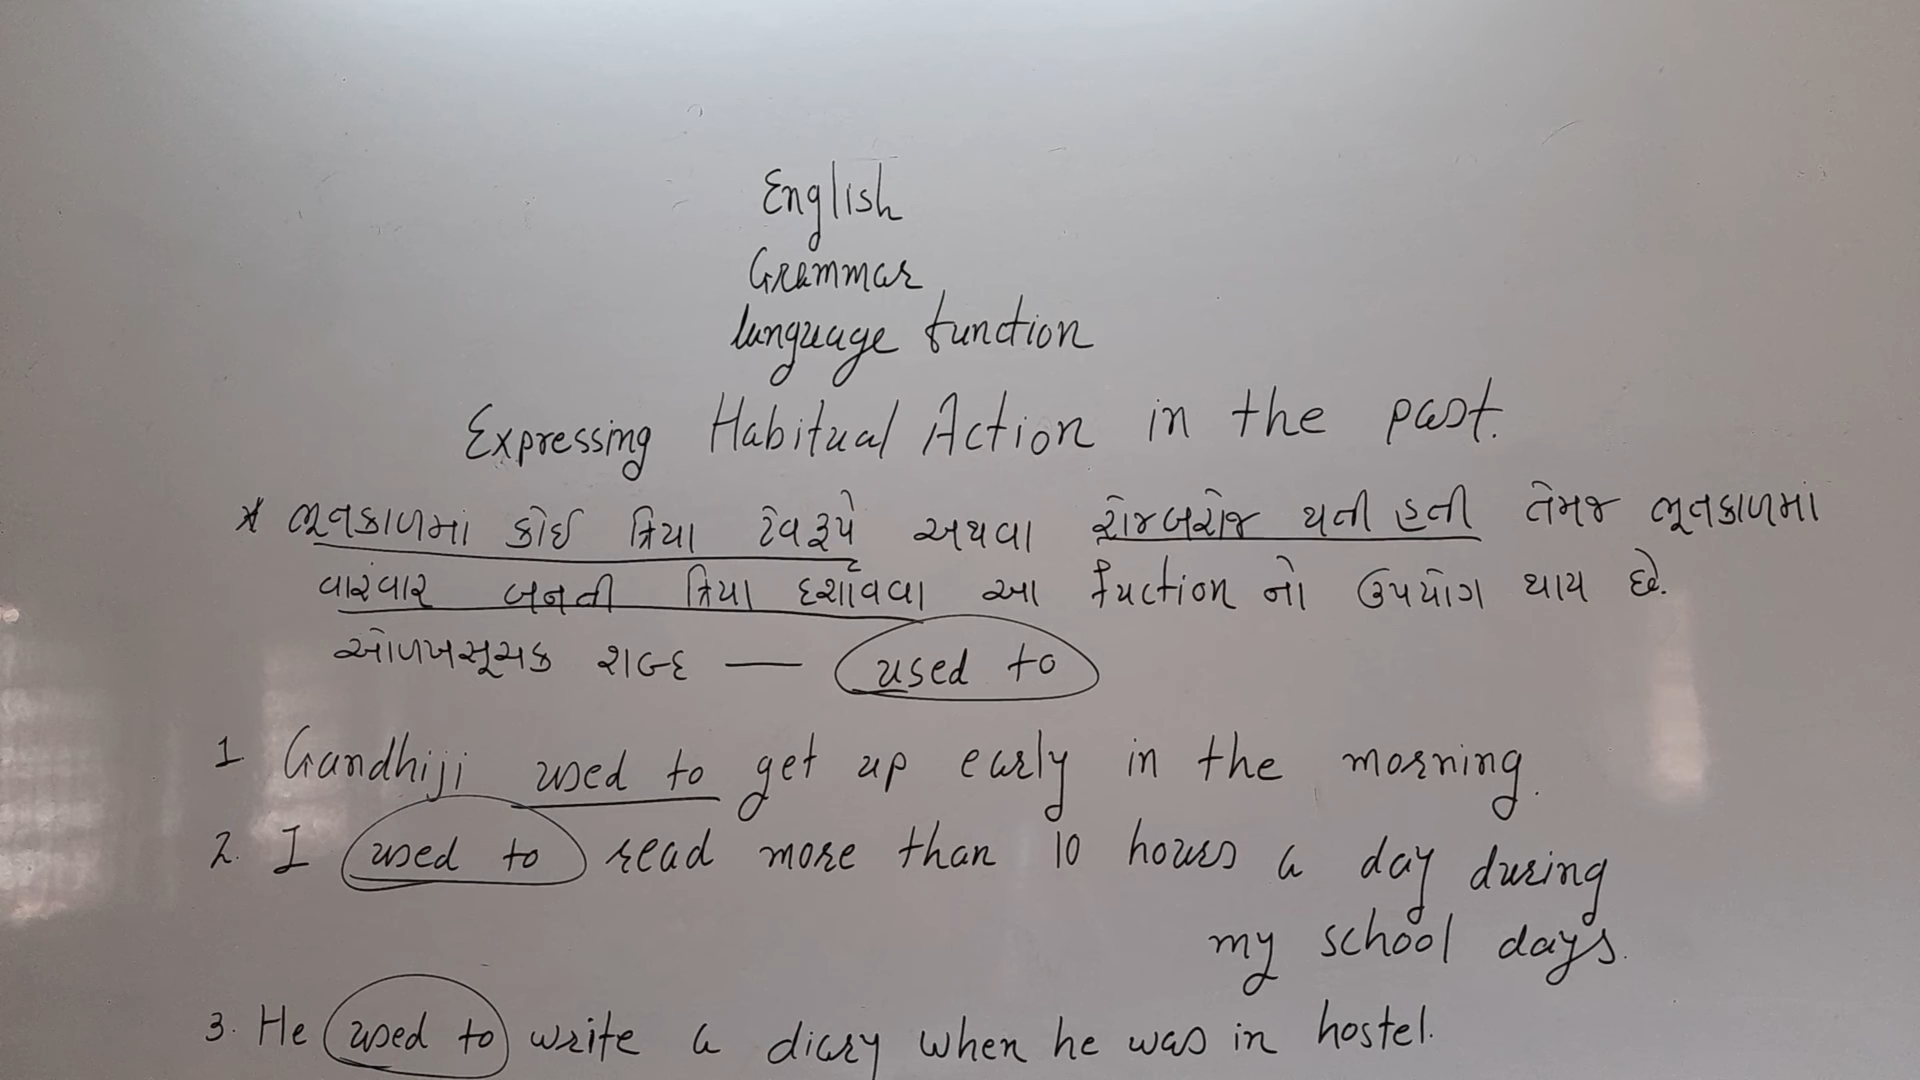 English
Grammar
language function
Expressing Habitual Action in the past.
* ભૂતકાળમાં કોઈ ક્રિયા ટેવરૂપે અથવા રોજબરોજ થતી હતી તેમજ ભૂતકાળમાં
વારંવાર બનતી ક્રિયા દર્શાવવા આ fuction નો ઉપયોગ થાય છે.
ઓળખસૂચક શબ્દ — used to
1 Gandhiji used to get up early in the morning.
2. I used to read more than 10 hours a day during
my school days.
3. He used to write a diary when he was in hostel.